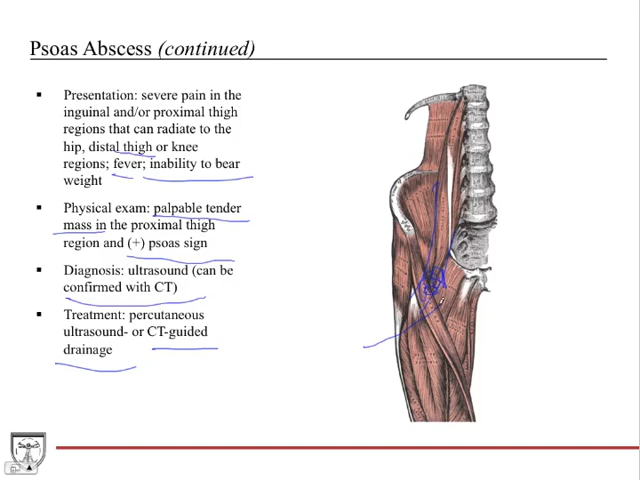 Psoas Abscess (continued)
▪ Presentation: severe pain in the
inguinal and/or proximal thigh
regions that can radiate to the
hip, distal thigh or knee
regions; fever; inability to bear
weight
▪ Physical exam: palpable tender
mass in the proximal thigh
region and (+) psoas sign
▪ Diagnosis: ultrasound (can be
confirmed with CT)
▪ Treatment: percutaneous
ultrasound- or CT-guided
drainage